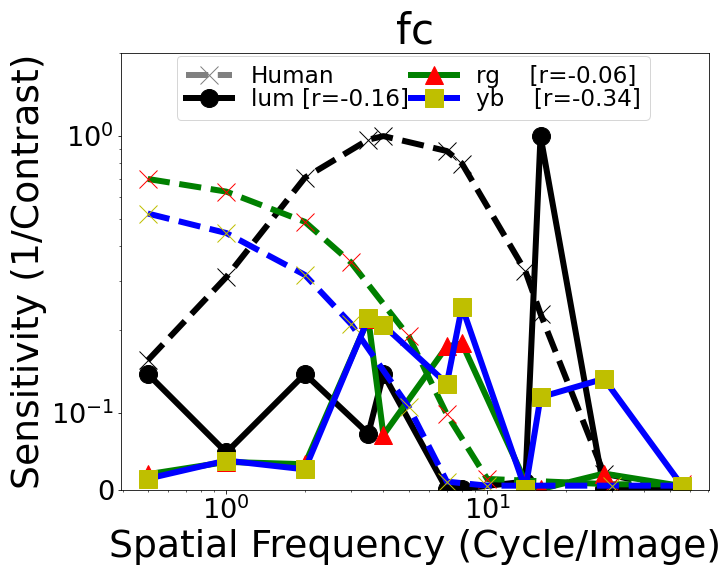 fc
Human
lum [r=-0.16]
rg [r=-0.06]
yb [r=-0.34]
Sensitivity (1/Contrast)
10⁰
10⁻¹
0
10⁰ 10¹
Spatial Frequency (Cycle/Image)